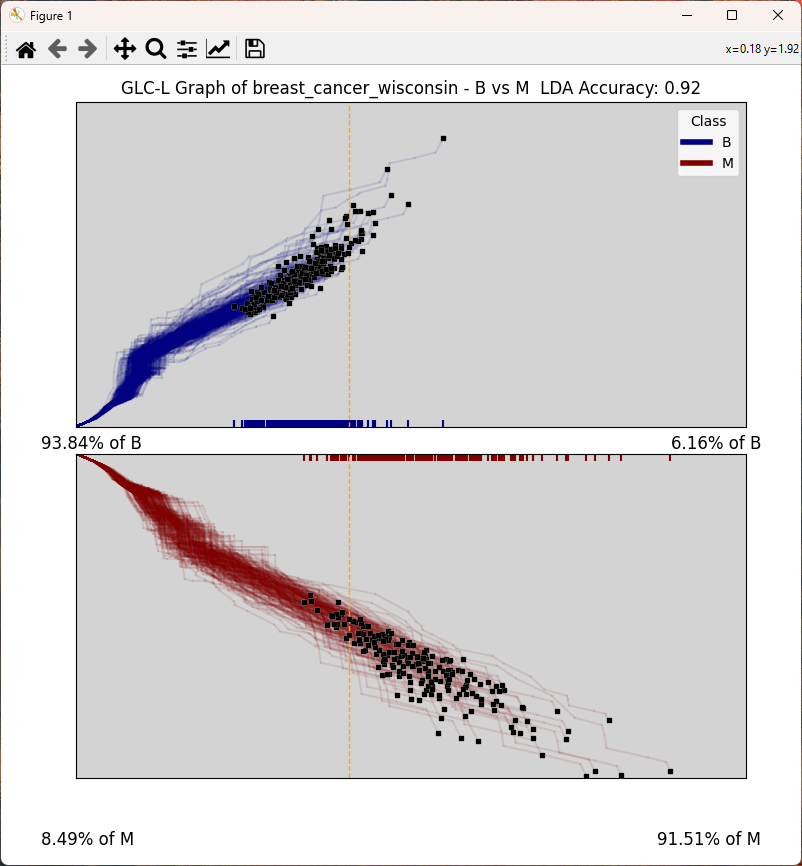 Figure 1
x=0.18 y=1.92
GLC-L Graph of breast_cancer_wisconsin - B vs M  LDA Accuracy: 0.92
Class
B
M
93.84% of B
6.16% of B
8.49% of M
91.51% of M